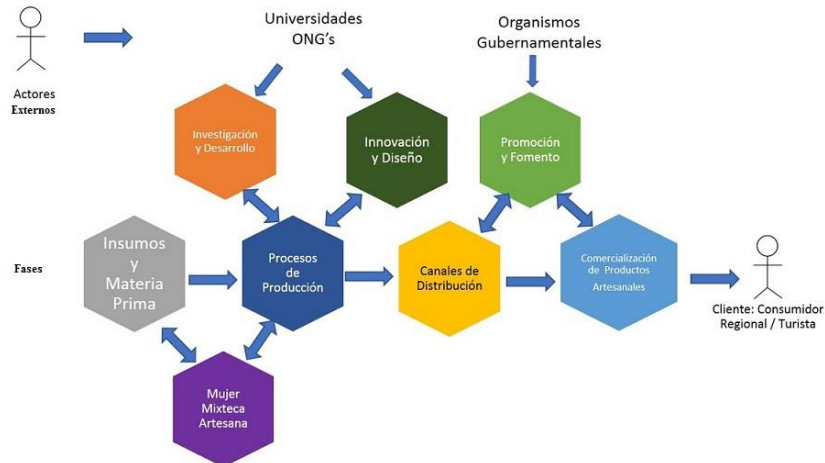 Universidades
ONG's
Organismos
Gubernamentales
Actores
Externos
Investigación
y Desarrollo
Innovación
y Diseño
Promoción
y Fomento
Fases
Insumos
y
Materia
Prima
Procesos
de
Producción
Canales de
Distribución
Comercialización
de Productos
Artesanales
Cliente: Consumidor
Regional / Turista
Mujer
Mixteca
Artesana